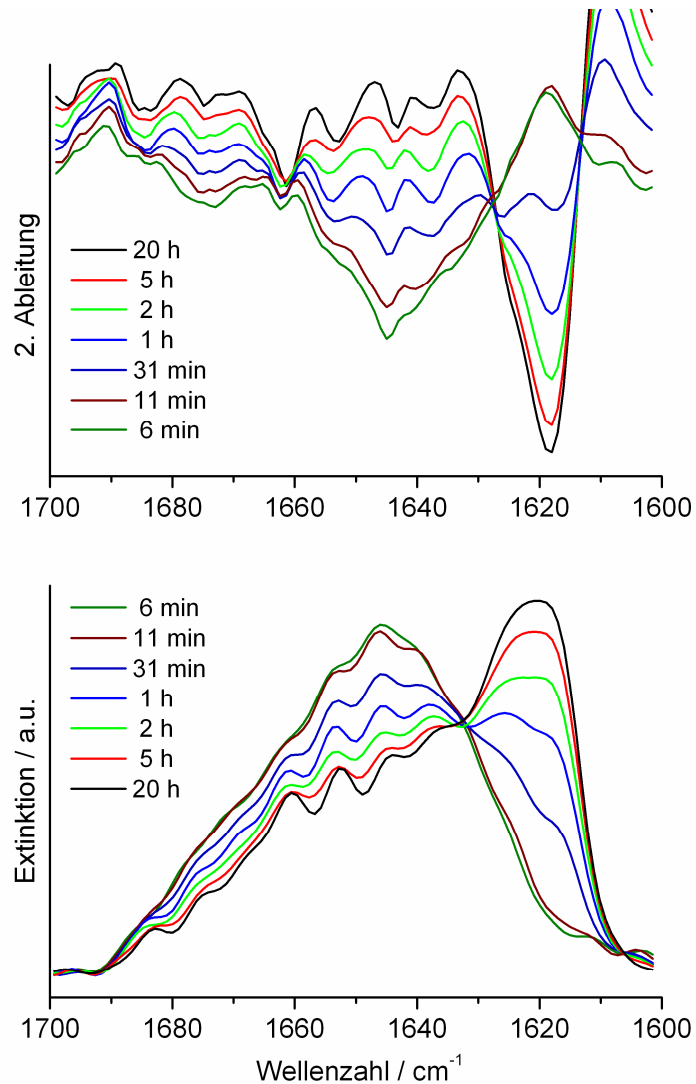 2. Ableitung
20 h
5 h
2 h
1 h
31 min
11 min
6 min
1700 1680 1660 1640 1620 1600
Extinktion / a.u.
6 min
11 min
31 min
1 h
2 h
5 h
20 h
1700 1680 1660 1640 1620 1600
Wellenzahl / cm⁻¹